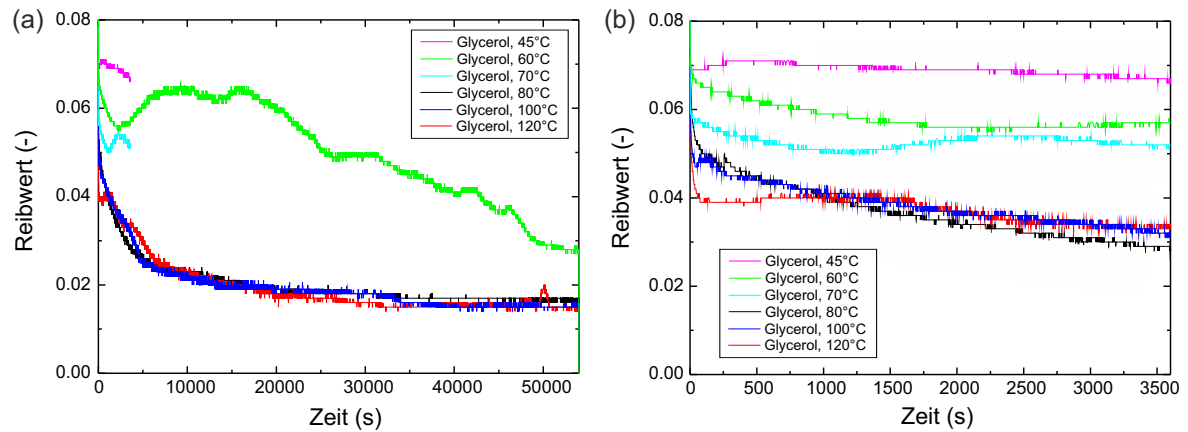 (a)
0.08
0.06
0.04
0.02
0.00
Reibwert (-)
Glycerol, 45°C
Glycerol, 60°C
Glycerol, 70°C
Glycerol, 80°C
Glycerol, 100°C
Glycerol, 120°C
0 10000 20000 30000 40000 50000
Zeit (s)
(b)
0.08
0.06
0.04
0.02
0.00
Reibwert (-)
Glycerol, 45°C
Glycerol, 60°C
Glycerol, 70°C
Glycerol, 80°C
Glycerol, 100°C
Glycerol, 120°C
0 500 1000 1500 2000 2500 3000 3500
Zeit (s)